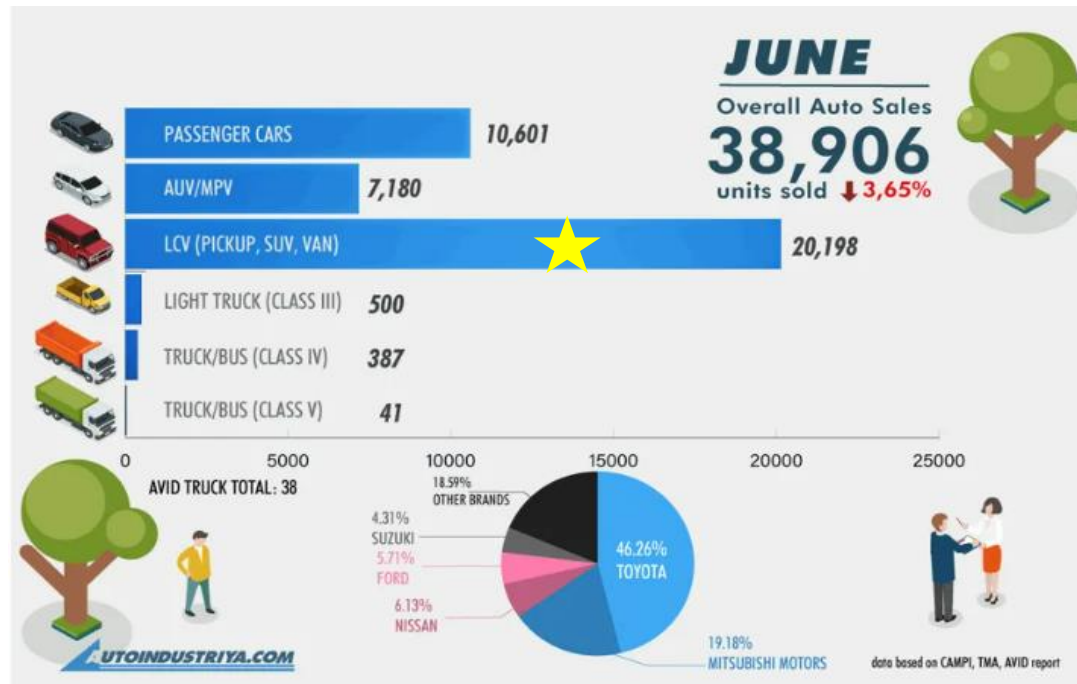 JUNE
Overall Auto Sales
38,906
units sold 3,65%
PASSENGER CARS 10,601
AUV/MPV 7,180
LCV (PICKUP, SUV, VAN) 20,198
LIGHT TRUCK (CLASS III) 500
TRUCK/BUS (CLASS IV) 387
TRUCK/BUS (CLASS V) 41
0 5000 10000 15000 20000 25000
AVID TRUCK TOTAL: 38
18.59%
OTHER BRANDS
4.31%
SUZUKI
5.71%
FORD
6.13%
NISSAN
46.26%
TOYOTA
19.18%
MITSUBISHI MOTORS
AUTOINDUSTRIYA.COM
data based on CAMPI, TMA, AVID report